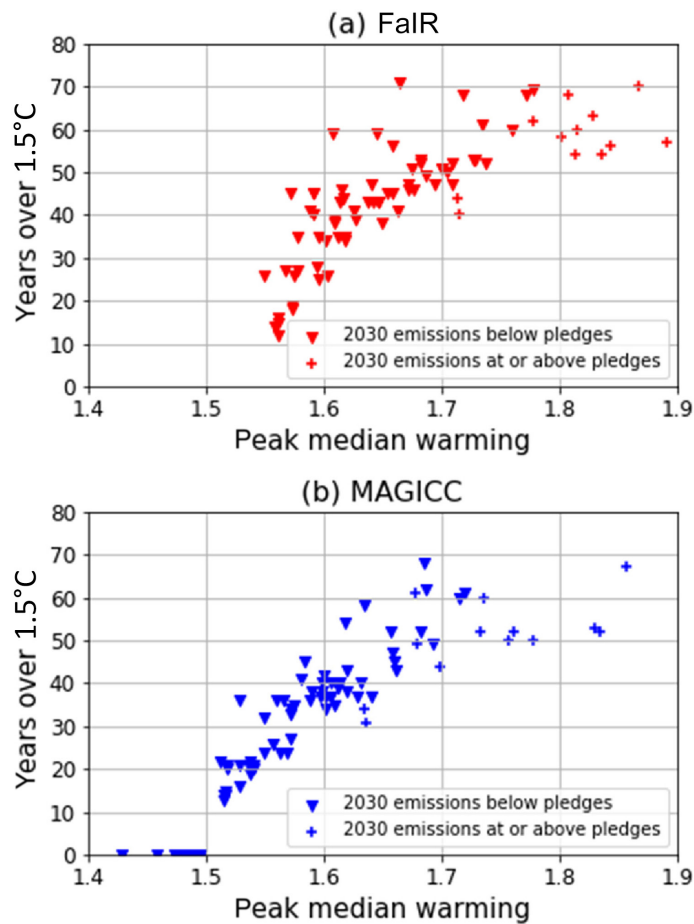 (a) FaIR
80
70
60
50
40
30
20
10
0
Years over 1.5°C
2030 emissions below pledges
2030 emissions at or above pledges
1.4 1.5 1.6 1.7 1.8 1.9
Peak median warming
(b) MAGICC
80
70
60
50
40
30
20
10
0
Years over 1.5°C
2030 emissions below pledges
2030 emissions at or above pledges
1.4 1.5 1.6 1.7 1.8 1.9
Peak median warming